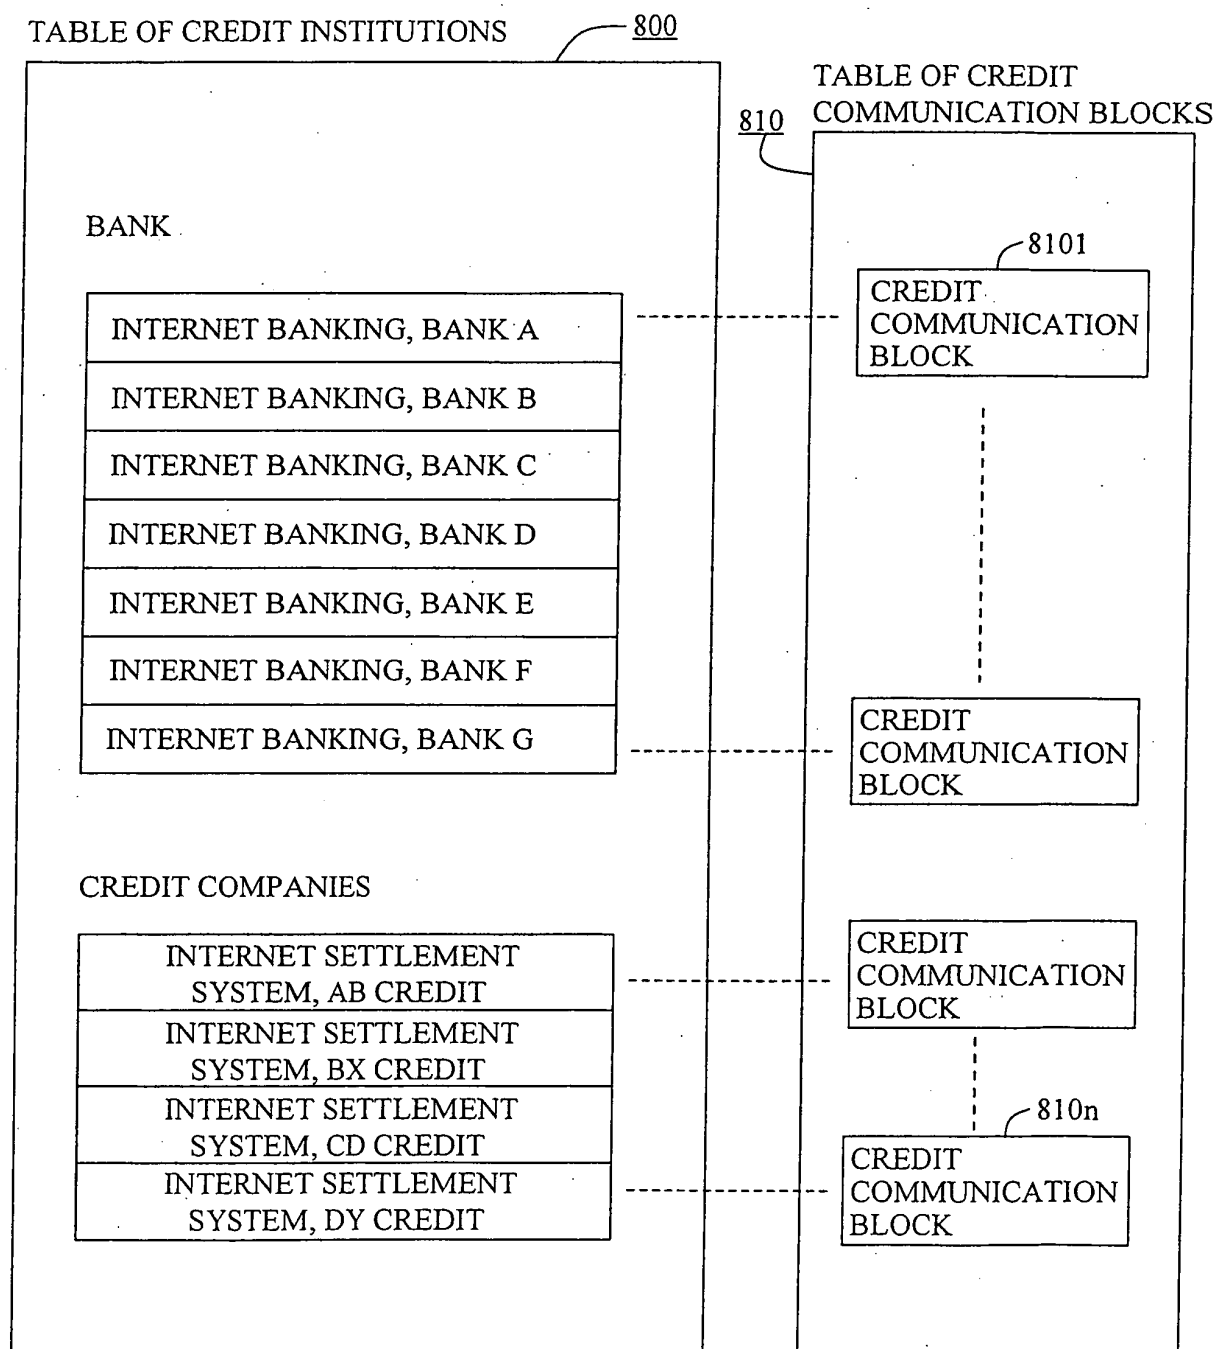 TABLE OF CREDIT INSTITUTIONS
800
BANK
INTERNET BANKING, BANK A
INTERNET BANKING, BANK B
INTERNET BANKING, BANK C
INTERNET BANKING, BANK D
INTERNET BANKING, BANK E
INTERNET BANKING, BANK F
INTERNET BANKING, BANK G
CREDIT COMPANIES
INTERNET SETTLEMENT
SYSTEM, AB CREDIT
INTERNET SETTLEMENT
SYSTEM, BX CREDIT
INTERNET SETTLEMENT
SYSTEM, CD CREDIT
INTERNET SETTLEMENT
SYSTEM, DY CREDIT
TABLE OF CREDIT
COMMUNICATION BLOCKS
810
8101
CREDIT
COMMUNICATION
BLOCK
CREDIT
COMMUNICATION
BLOCK
CREDIT
COMMUNICATION
BLOCK
810n
CREDIT
COMMUNICATION
BLOCK